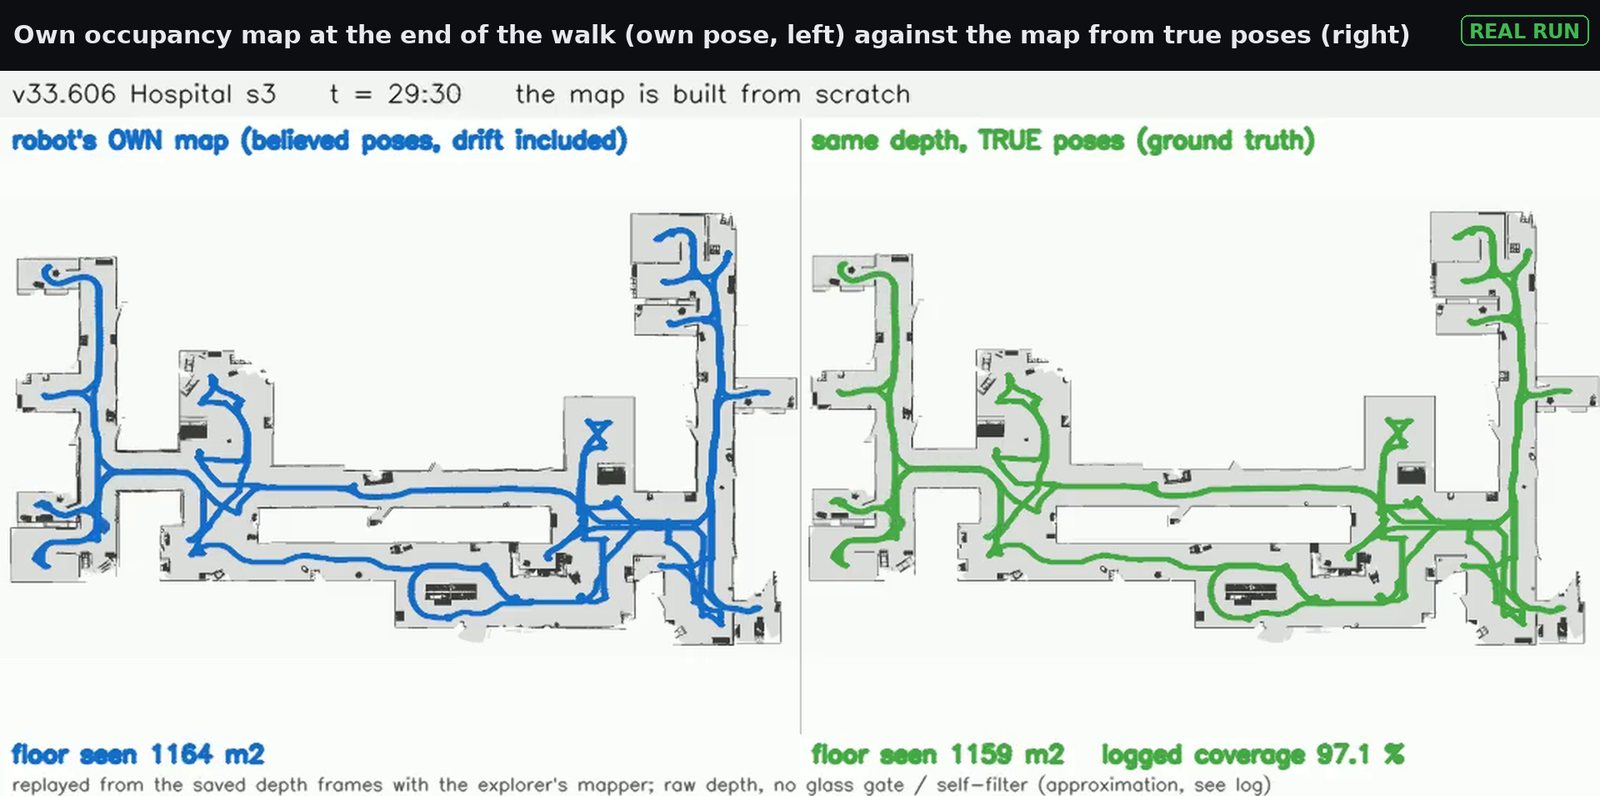 Own occupancy map at the end of the walk (own pose, left) against the map from true poses (right)
REAL RUN
v33.606 Hospital s3 t = 29:30 the map is built from scratch
robot's OWN map (believed poses, drift included)
same depth, TRUE poses (ground truth)
floor seen 1164 m2
floor seen 1159 m2 logged coverage 97.1 %
replayed from the saved depth frames with the explorer's mapper; raw depth, no glass gate / self-filter (approximation, see log)